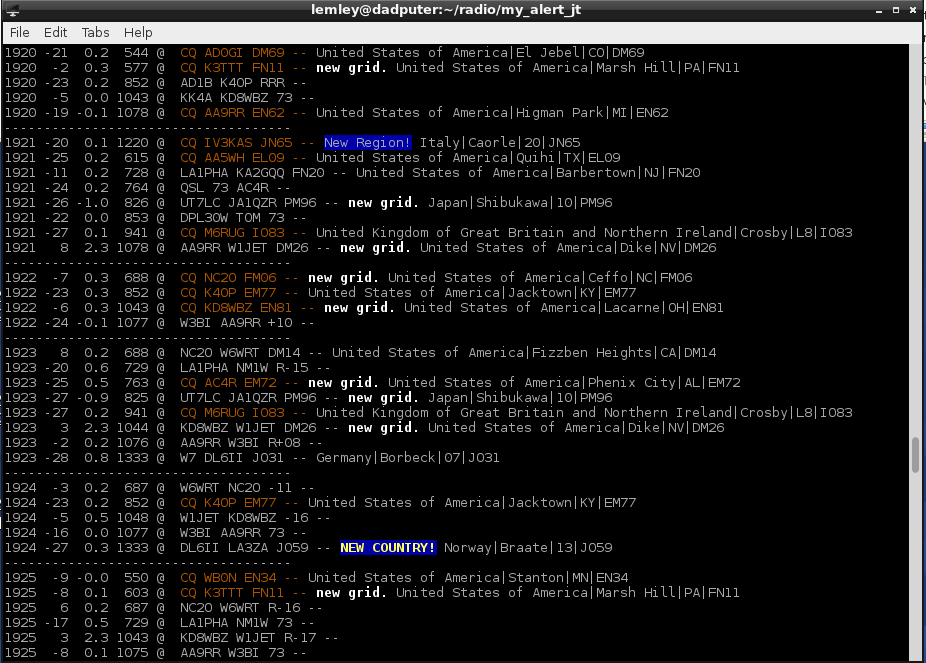 lemley@dadputer:~/radio/my_alert_jt
File Edit Tabs Help
1920 -21 0.2 544 @ CQ AD0GI DM69 -- United States of America|El Jebel|CO|DM69
1920 -2 0.3 577 @ CQ K3TTT FN11 -- new grid. United States of America|Marsh Hill|PA|FN11
1920 -23 0.2 852 @ AD1B K4OP RRR --
1920 -5 0.0 1043 @ KK4A KD8WBZ 73 --
1920 -19 -0.1 1078 @ CQ AA9RR EN62 -- United States of America|Higman Park|MI|EN62
------------------------------------
1921 -20 0.1 1220 @ CQ IV3KAS JN65 -- New Region! Italy|Caorle|20|JN65
1921 -25 0.2 615 @ CQ AA5WH EL09 -- United States of America|Quihi|TX|EL09
1921 -11 0.2 728 @ LA1PHA KA2GQQ FN20 -- United States of America|Barbertown|NJ|FN20
1921 -24 0.2 764 @ QSL 73 AC4R --
1921 -26 -1.0 826 @ UT7LC JA1QZR PM96 -- new grid. Japan|Shibukawa|10|PM96
1921 -22 0.0 853 @ DPL3OW TOM 73 --
1921 -27 0.1 941 @ CQ M6RUG IO83 -- United Kingdom of Great Britain and Northern Ireland|Crosby|L8|IO83
1921 8 2.3 1078 @ AA9RR W1JET DM26 -- new grid. United States of America|Dike|NV|DM26
------------------------------------
1922 -7 0.3 688 @ CQ NC2O FM06 -- new grid. United States of America|Ceffo|NC|FM06
1922 -23 0.3 852 @ CQ K4OP EM77 -- United States of America|Jacktown|KY|EM77
1922 -6 0.3 1043 @ CQ KD8WBZ EN81 -- new grid. United States of America|Lacarne|OH|EN81
1922 -24 -0.1 1077 @ W3BI AA9RR +10 --
------------------------------------
1923 8 0.2 688 @ NC2O W6WRT DM14 -- United States of America|Fizzben Heights|CA|DM14
1923 -20 0.6 729 @ LA1PHA NM1W R-15 --
1923 -25 0.5 763 @ CQ AC4R EM72 -- new grid. United States of America|Phenix City|AL|EM72
1923 -27 -0.9 825 @ UT7LC JA1QZR PM96 -- new grid. Japan|Shibukawa|10|PM96
1923 -27 0.2 941 @ CQ M6RUG IO83 -- United Kingdom of Great Britain and Northern Ireland|Crosby|L8|IO83
1923 3 2.3 1044 @ KD8WBZ W1JET DM26 -- new grid. United States of America|Dike|NV|DM26
1923 -2 0.2 1076 @ AA9RR W3BI R+08 --
1923 -28 0.8 1333 @ W7 DL6II JO31 -- Germany|Borbeck|07|JO31
------------------------------------
1924 -3 0.2 687 @ W6WRT NC2O -11 --
1924 -23 0.2 852 @ CQ K4OP EM77 -- United States of America|Jacktown|KY|EM77
1924 -5 0.5 1048 @ W1JET KD8WBZ -16 --
1924 -16 0.0 1077 @ W3BI AA9RR 73 --
1924 -27 0.3 1333 @ DL6II LA3ZA JO59 -- NEW COUNTRY! Norway|Braate|13|JO59
------------------------------------
1925 -9 -0.0 550 @ CQ WB0N EN34 -- United States of America|Stanton|MN|EN34
1925 -8 0.1 603 @ CQ K3TTT FN11 -- new grid. United States of America|Marsh Hill|PA|FN11
1925 6 0.2 687 @ NC2O W6WRT R-16 --
1925 -17 0.5 729 @ LA1PHA NM1W 73 --
1925 3 2.3 1043 @ KD8WBZ W1JET R-17 --
1925 -8 0.1 1075 @ AA9RR W3BI 73 --